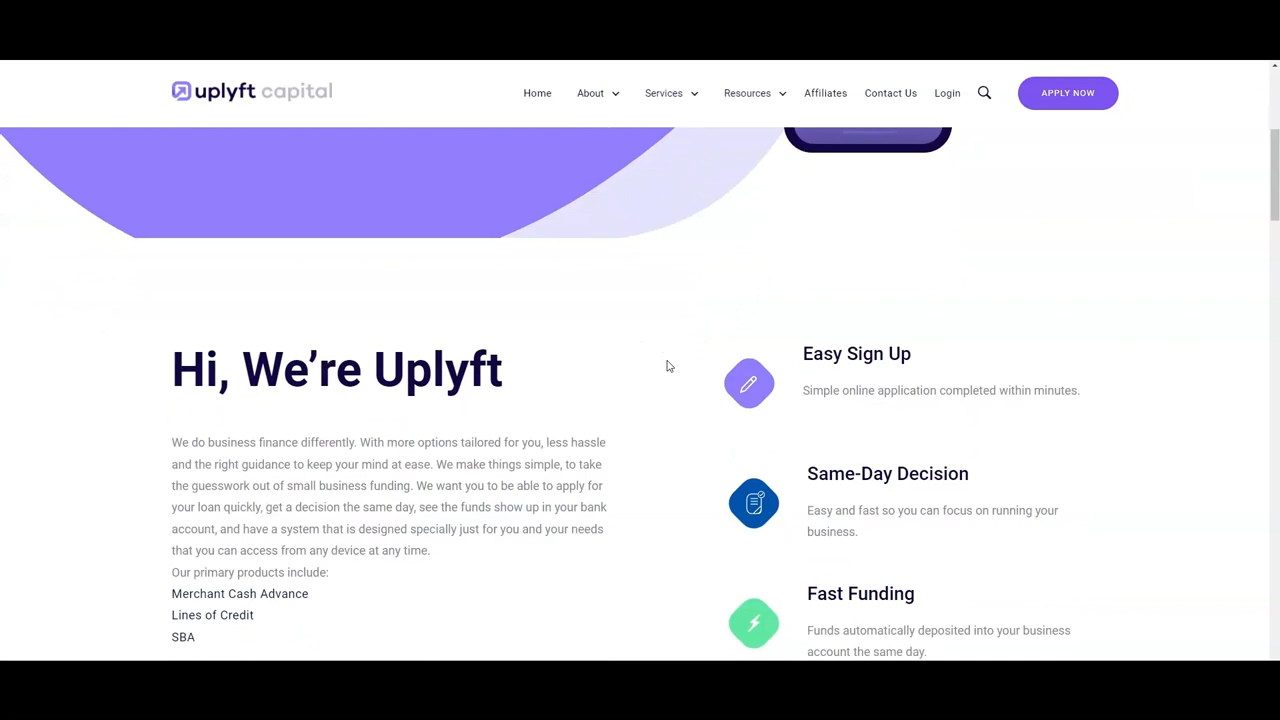 uplyft capital
Home About Services Resources Affiliates Contact Us Login APPLY NOW
Hi, We’re Uplyft
We do business finance differently. With more options tailored for you, less hassle
and the right guidance to keep your mind at ease. We make things simple, to take
the guesswork out of small business funding. We want you to be able to apply for
your loan quickly, get a decision the same day, see the funds show up in your bank
account, and have a system that is designed specially just for you and your needs
that you can access from any device at any time.
Our primary products include:
Merchant Cash Advance
Lines of Credit
SBA
Easy Sign Up
Simple online application completed within minutes.
Same-Day Decision
Easy and fast so you can focus on running your
business.
Fast Funding
Funds automatically deposited into your business
account the same day.